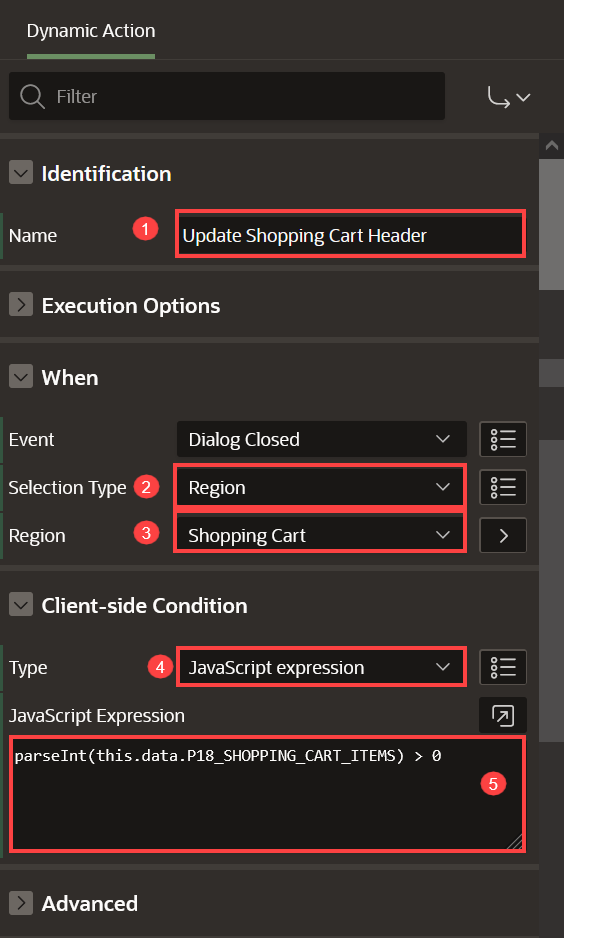 Dynamic Action
Filter
Identification
Name 1 Update Shopping Cart Header
Execution Options
When
Event Dialog Closed
Selection Type 2 Region
Region 3 Shopping Cart
Client-side Condition
Type 4 JavaScript expression
JavaScript Expression
parseInt(this.data.P18_SHOPPING_CART_ITEMS) > 0
5
Advanced